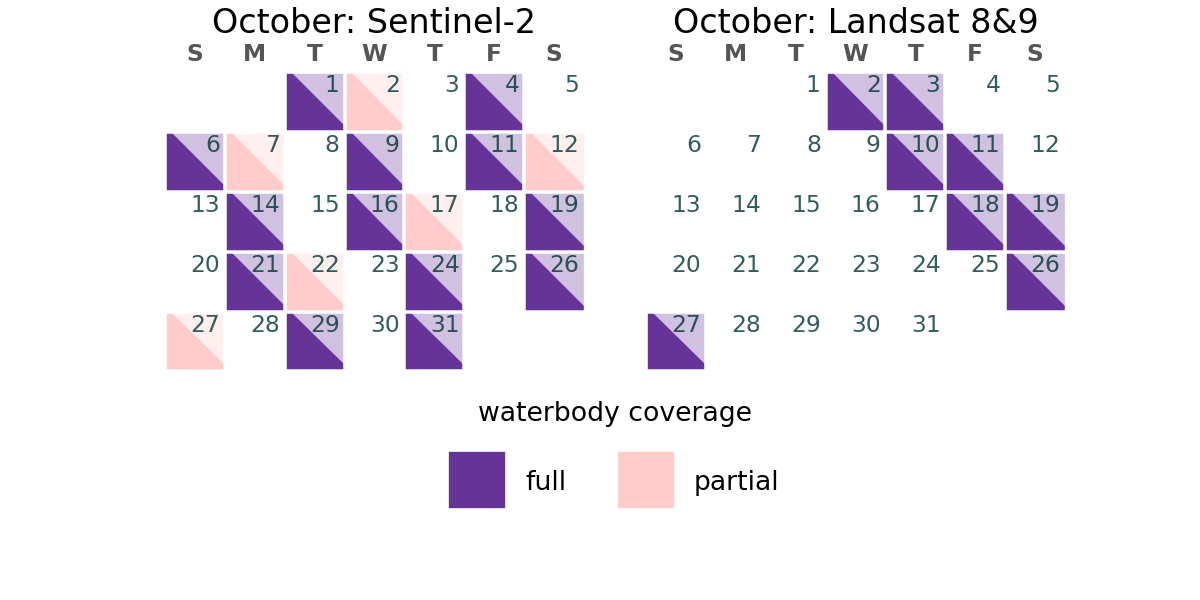 October: Sentinel-2
S M T W T F S
1 2 3 4 5
6 7 8 9 10 11 12
13 14 15 16 17 18 19
20 21 22 23 24 25 26
27 28 29 30 31
October: Landsat 8&9
S M T W T F S
1 2 3 4 5
6 7 8 9 10 11 12
13 14 15 16 17 18 19
20 21 22 23 24 25 26
27 28 29 30 31
waterbody coverage
full partial